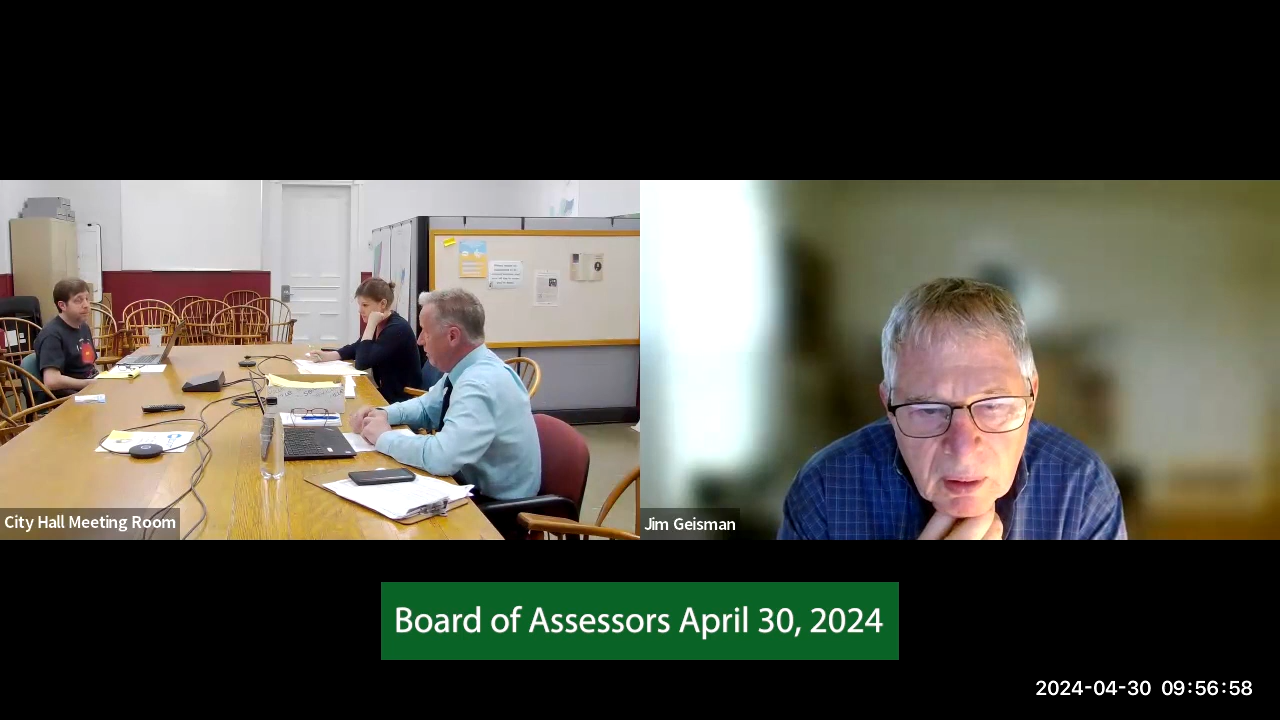 City Hall Meeting Room
Jim Geisman
Board of Assessors April 30, 2024
2024-04-30 09:56:58